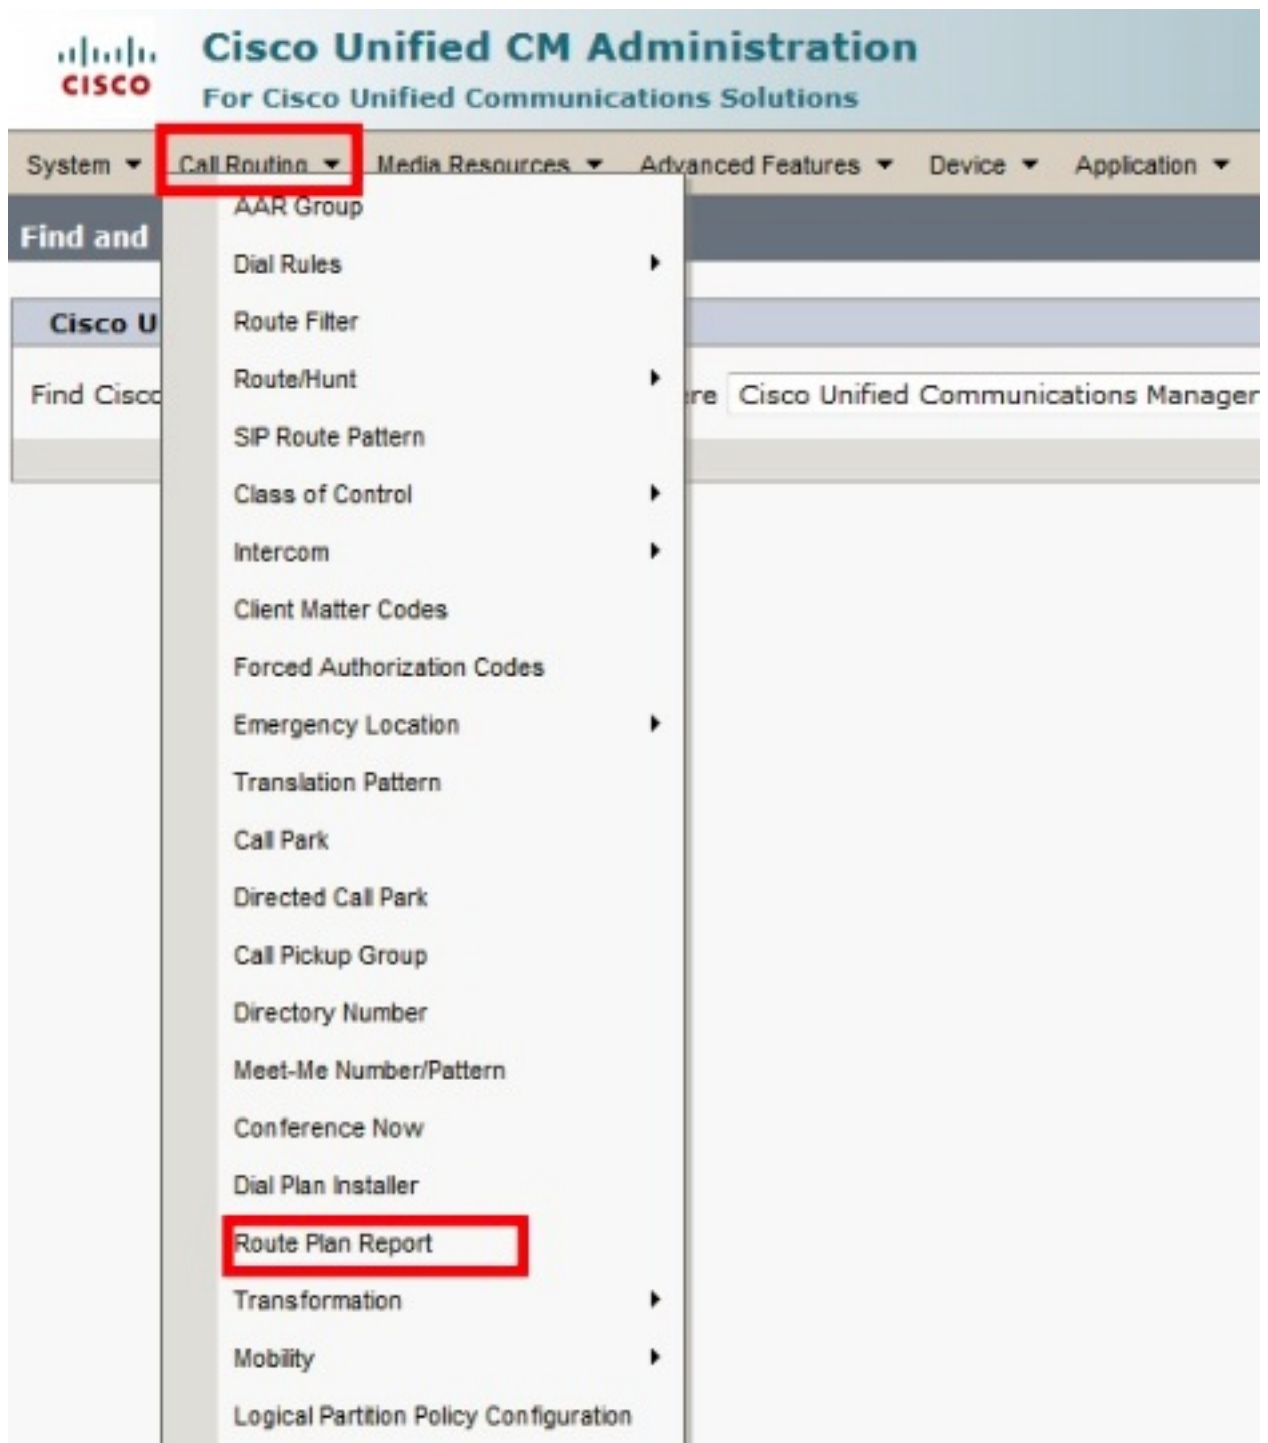 CISCO
Cisco Unified CM Administration
For Cisco Unified Communications Solutions
System Call Routing Media Resources Advanced Features Device Application
AAR Group
Find and
Dial Rules
Cisco U
Route Filter
Route/Hunt
Find Cisco
re Cisco Unified Communications Manager
SIP Route Pattern
Class of Control
Intercom
Client Matter Codes
Forced Authorization Codes
Emergency Location
Translation Pattern
Call Park
Directed Call Park
Call Pickup Group
Directory Number
Meet-Me Number/Pattern
Conference Now
Dial Plan Installer
Route Plan Report
Transformation
Mobility
Logical Partition Policy Configuration